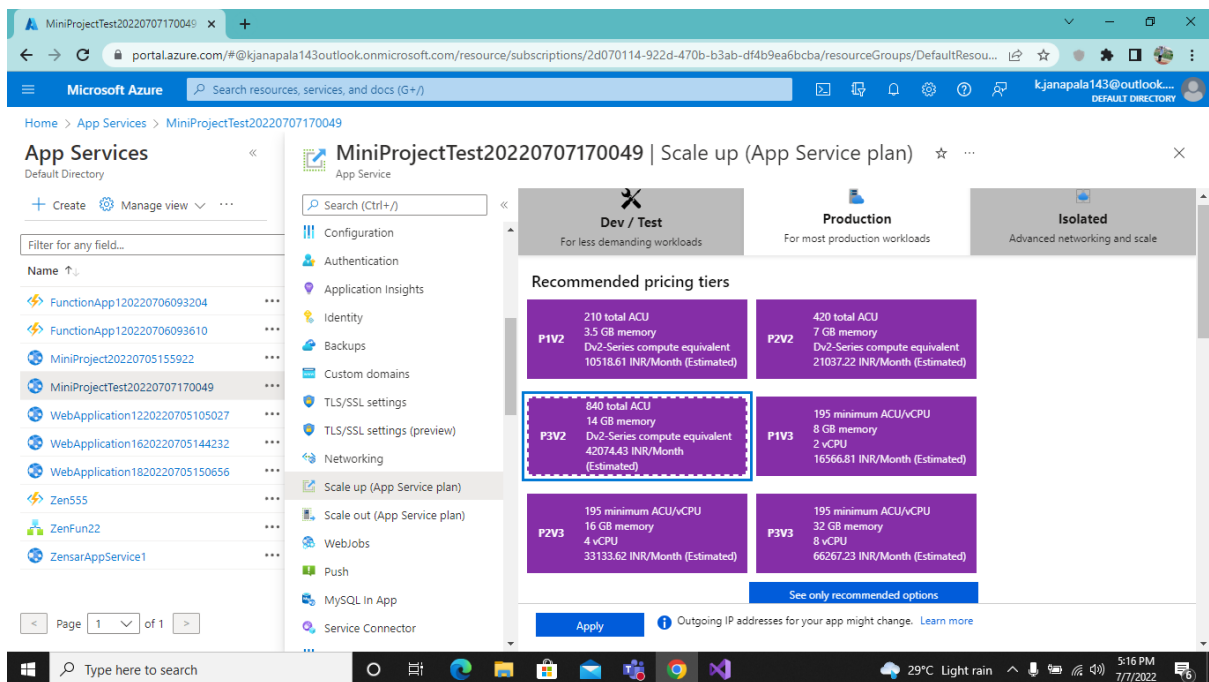 MiniProjectTest20220707170049
portal.azure.com/#@kjanapala143outlook.onmicrosoft.com/resource/subscriptions/2d070114-922d-470b-b3ab-df4b9ea6bcba/resourceGroups/DefaultResou...
Microsoft Azure
Search resources, services, and docs (G+/)
k.janapala143@outlook....
DEFAULT DIRECTORY
Home > App Services > MiniProjectTest20220707170049
App Services
Default Directory
+ Create Manage view ...
Filter for any field...
Name ↑↓
FunctionApp120220706093204 ...
FunctionApp120220706093610 ...
MiniProject20220705155922 ...
MiniProjectTest20220707170049 ...
WebApplication1220220705105027 ...
WebApplication1620220705144232 ...
WebApplication1820220705150656 ...
Zen555 ...
ZenFun22 ...
ZensarAppService1 ...
< Page 1 of 1 >
MiniProjectTest20220707170049 | Scale up (App Service plan) ...
App Service
Search (Ctrl+/)
Configuration
Authentication
Application Insights
Identity
Backups
Custom domains
TLS/SSL settings
TLS/SSL settings (preview)
Networking
Scale up (App Service plan)
Scale out (App Service plan)
WebJobs
Push
MySQL In App
Service Connector
Dev / Test
For less demanding workloads
Production
For most production workloads
Isolated
Advanced networking and scale
Recommended pricing tiers
P1V2
210 total ACU
3.5 GB memory
Dv2-Series compute equivalent
10518.61 INR/Month (Estimated)
P2V2
420 total ACU
7 GB memory
Dv2-Series compute equivalent
21037.22 INR/Month (Estimated)
P3V2
840 total ACU
14 GB memory
Dv2-Series compute equivalent
42074.43 INR/Month
(Estimated)
P1V3
195 minimum ACU/vCPU
8 GB memory
2 vCPU
16566.81 INR/Month (Estimated)
P2V3
195 minimum ACU/vCPU
16 GB memory
4 vCPU
33133.62 INR/Month (Estimated)
P3V3
195 minimum ACU/vCPU
32 GB memory
8 vCPU
66267.23 INR/Month (Estimated)
See only recommended options
Apply
Outgoing IP addresses for your app might change. Learn more
Type here to search
29°C Light rain
5:16 PM
7/7/2022
6